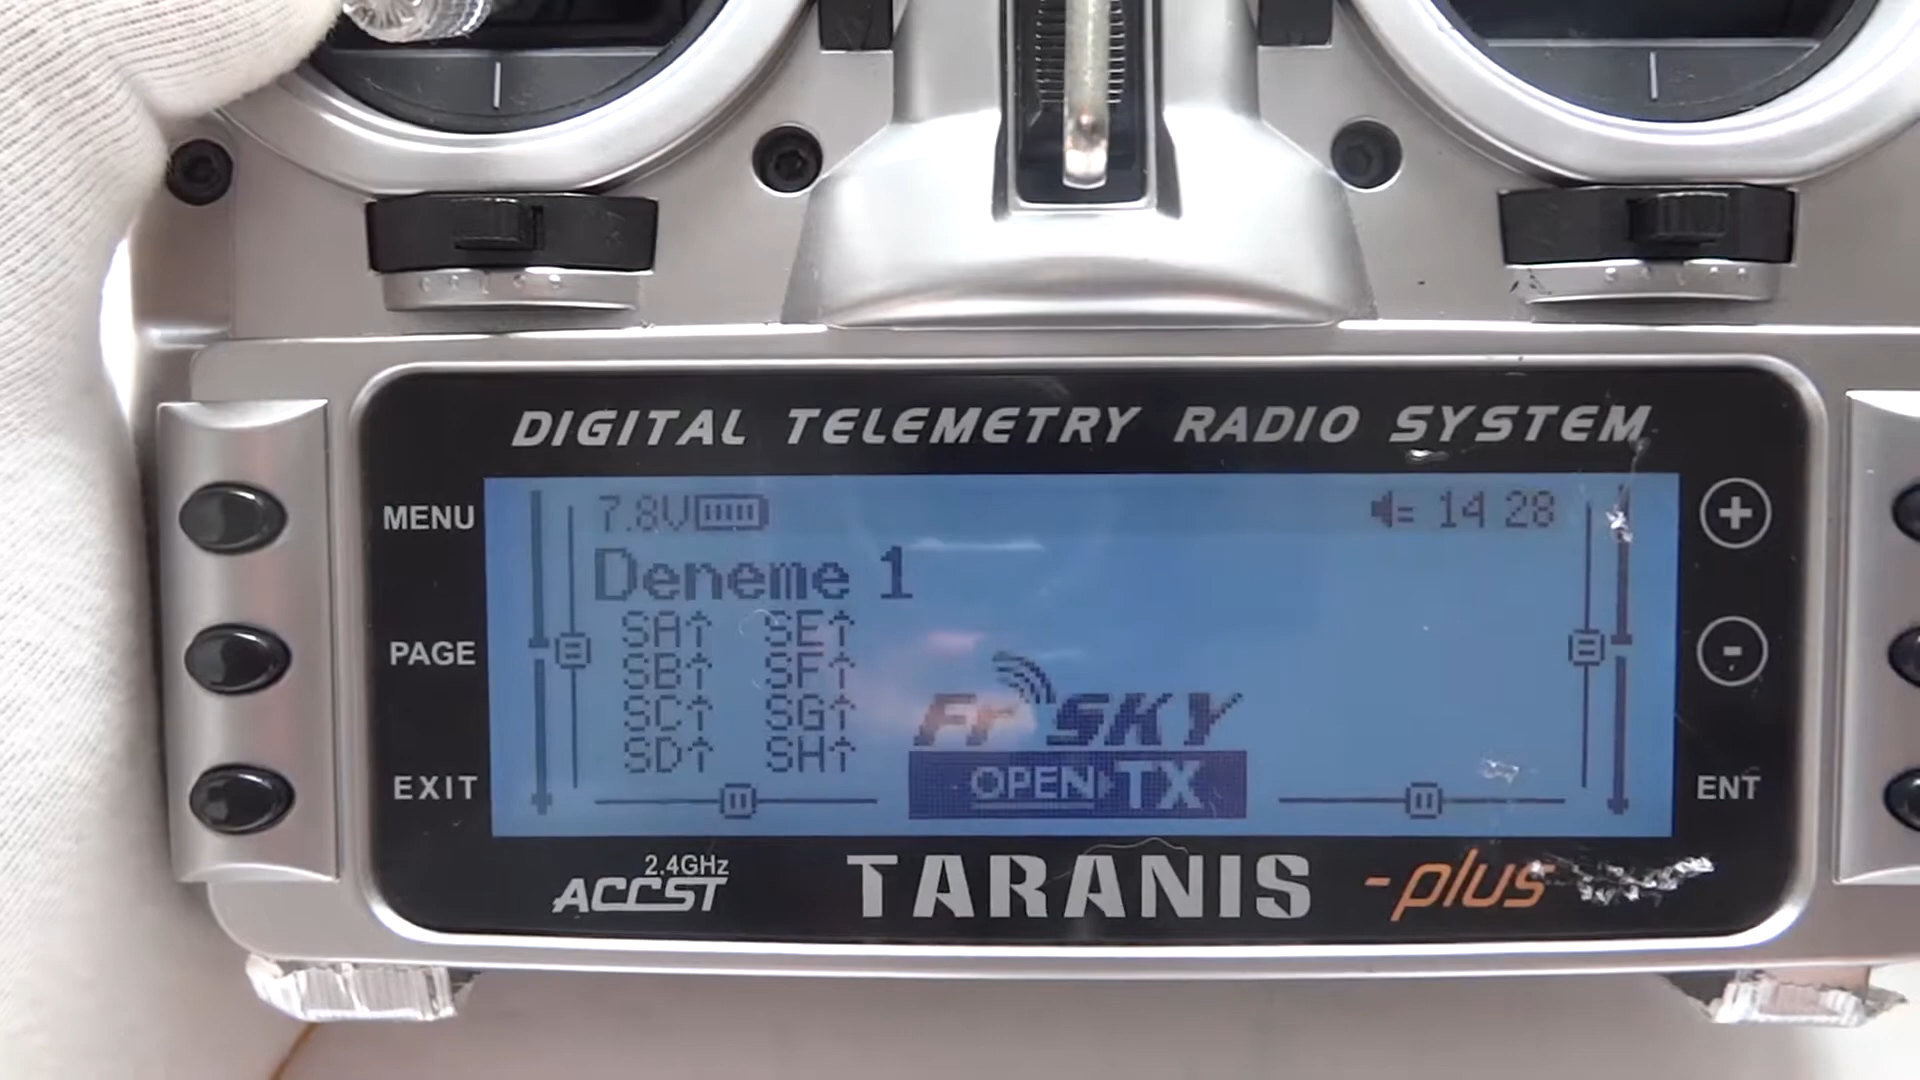 DIGITAL TELEMETRY RADIO SYSTEM
MENU
PAGE
EXIT
7.8V
14 28
Deneme 1
SA↑ SE↑
SB↑ SF↑
SC↑ SG↑
SD↑ SH↑
FrSKY
OPEN TX
+
-
ENT
2.4GHz
ACCST
TARANIS -plus